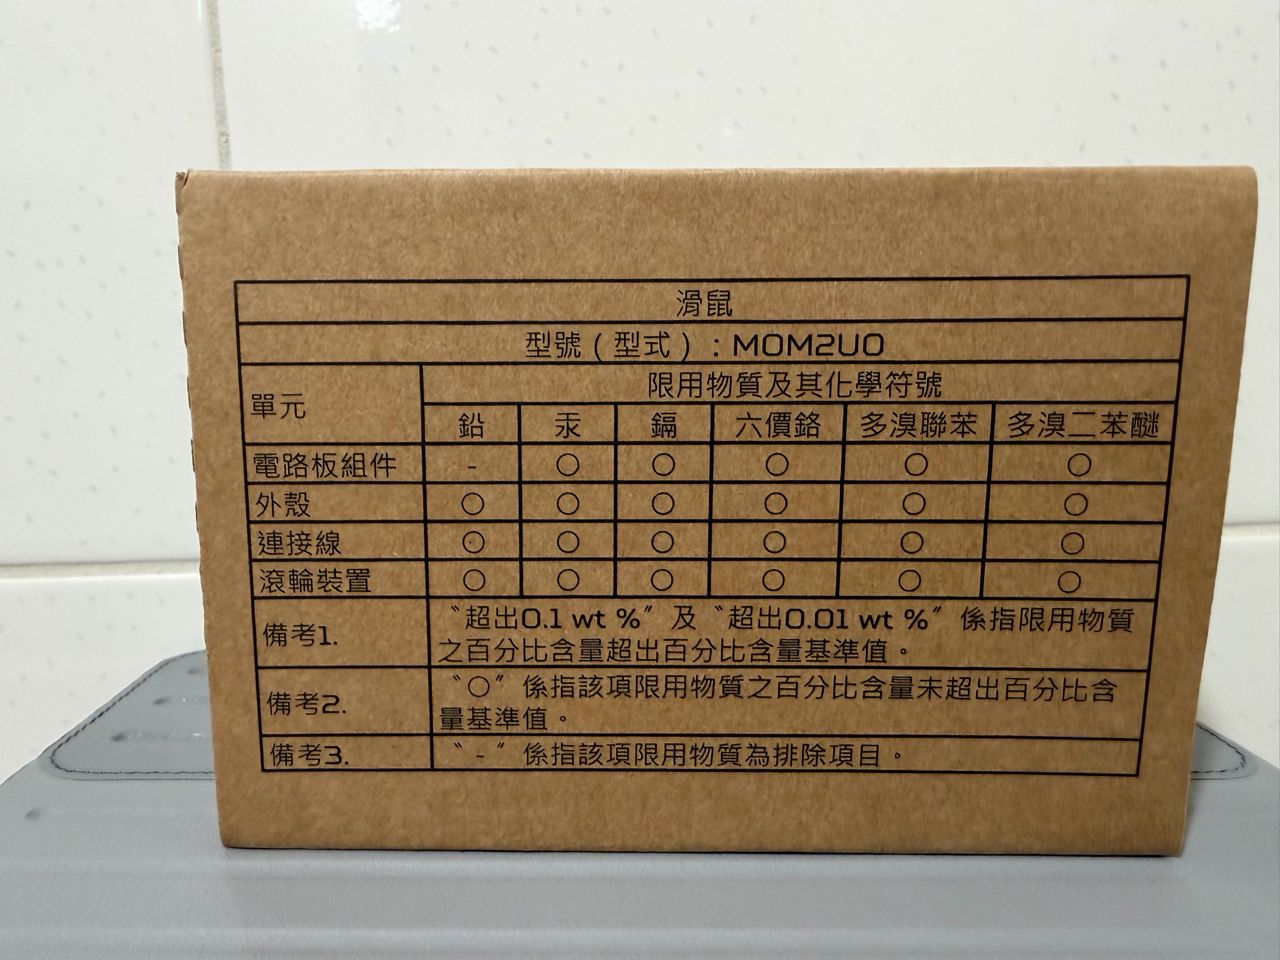 滑鼠
型號（型式）：MOM2UO
單元
限用物質及其化學符號
鉛 汞 鎘 六價鉻 多溴聯苯 多溴二苯醚
電路板組件 - ○ ○ ○ ○ ○
外殼 ○ ○ ○ ○ ○ ○
連接線 ○ ○ ○ ○ ○ ○
滾輪裝置 ○ ○ ○ ○ ○ ○
備考1.
〝超出0.1 wt %〞及〝超出0.01 wt %〞係指限用物質
之百分比含量超出百分比含量基準值。
備考2.
〝○〞係指該項限用物質之百分比含量未超出百分比含
量基準值。
備考3. 〝-〞係指該項限用物質為排除項目。